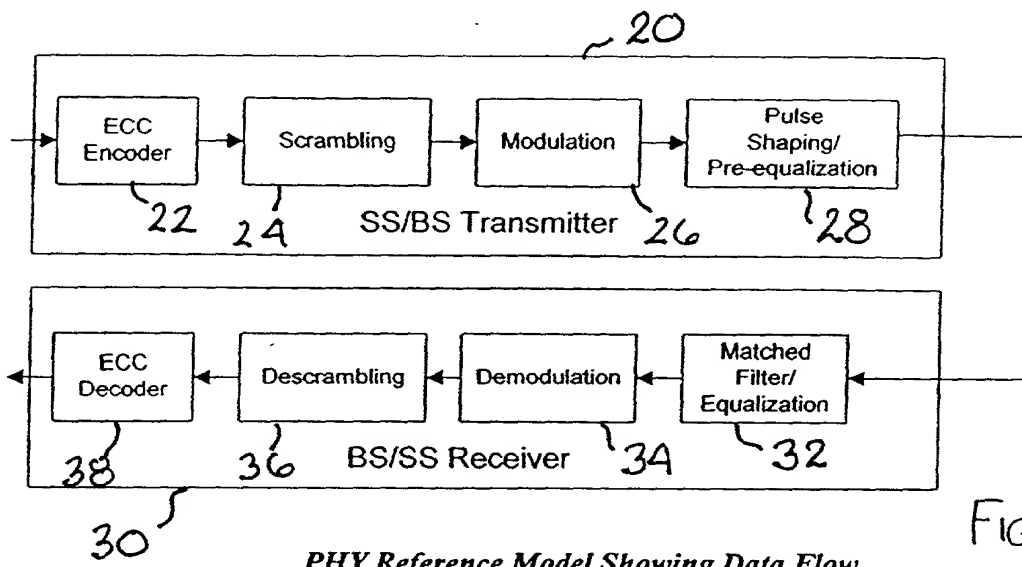 20
ECC
Encoder
Scrambling
Modulation
Pulse
Shaping/
Pre-equalization
22
24
SS/BS Transmitter
26
28
ECC
Decoder
Descrambling
Demodulation
Matched
Filter/
Equalization
38
36
BS/SS Receiver
34
32
30
PHY Reference Model Showing Data Flow